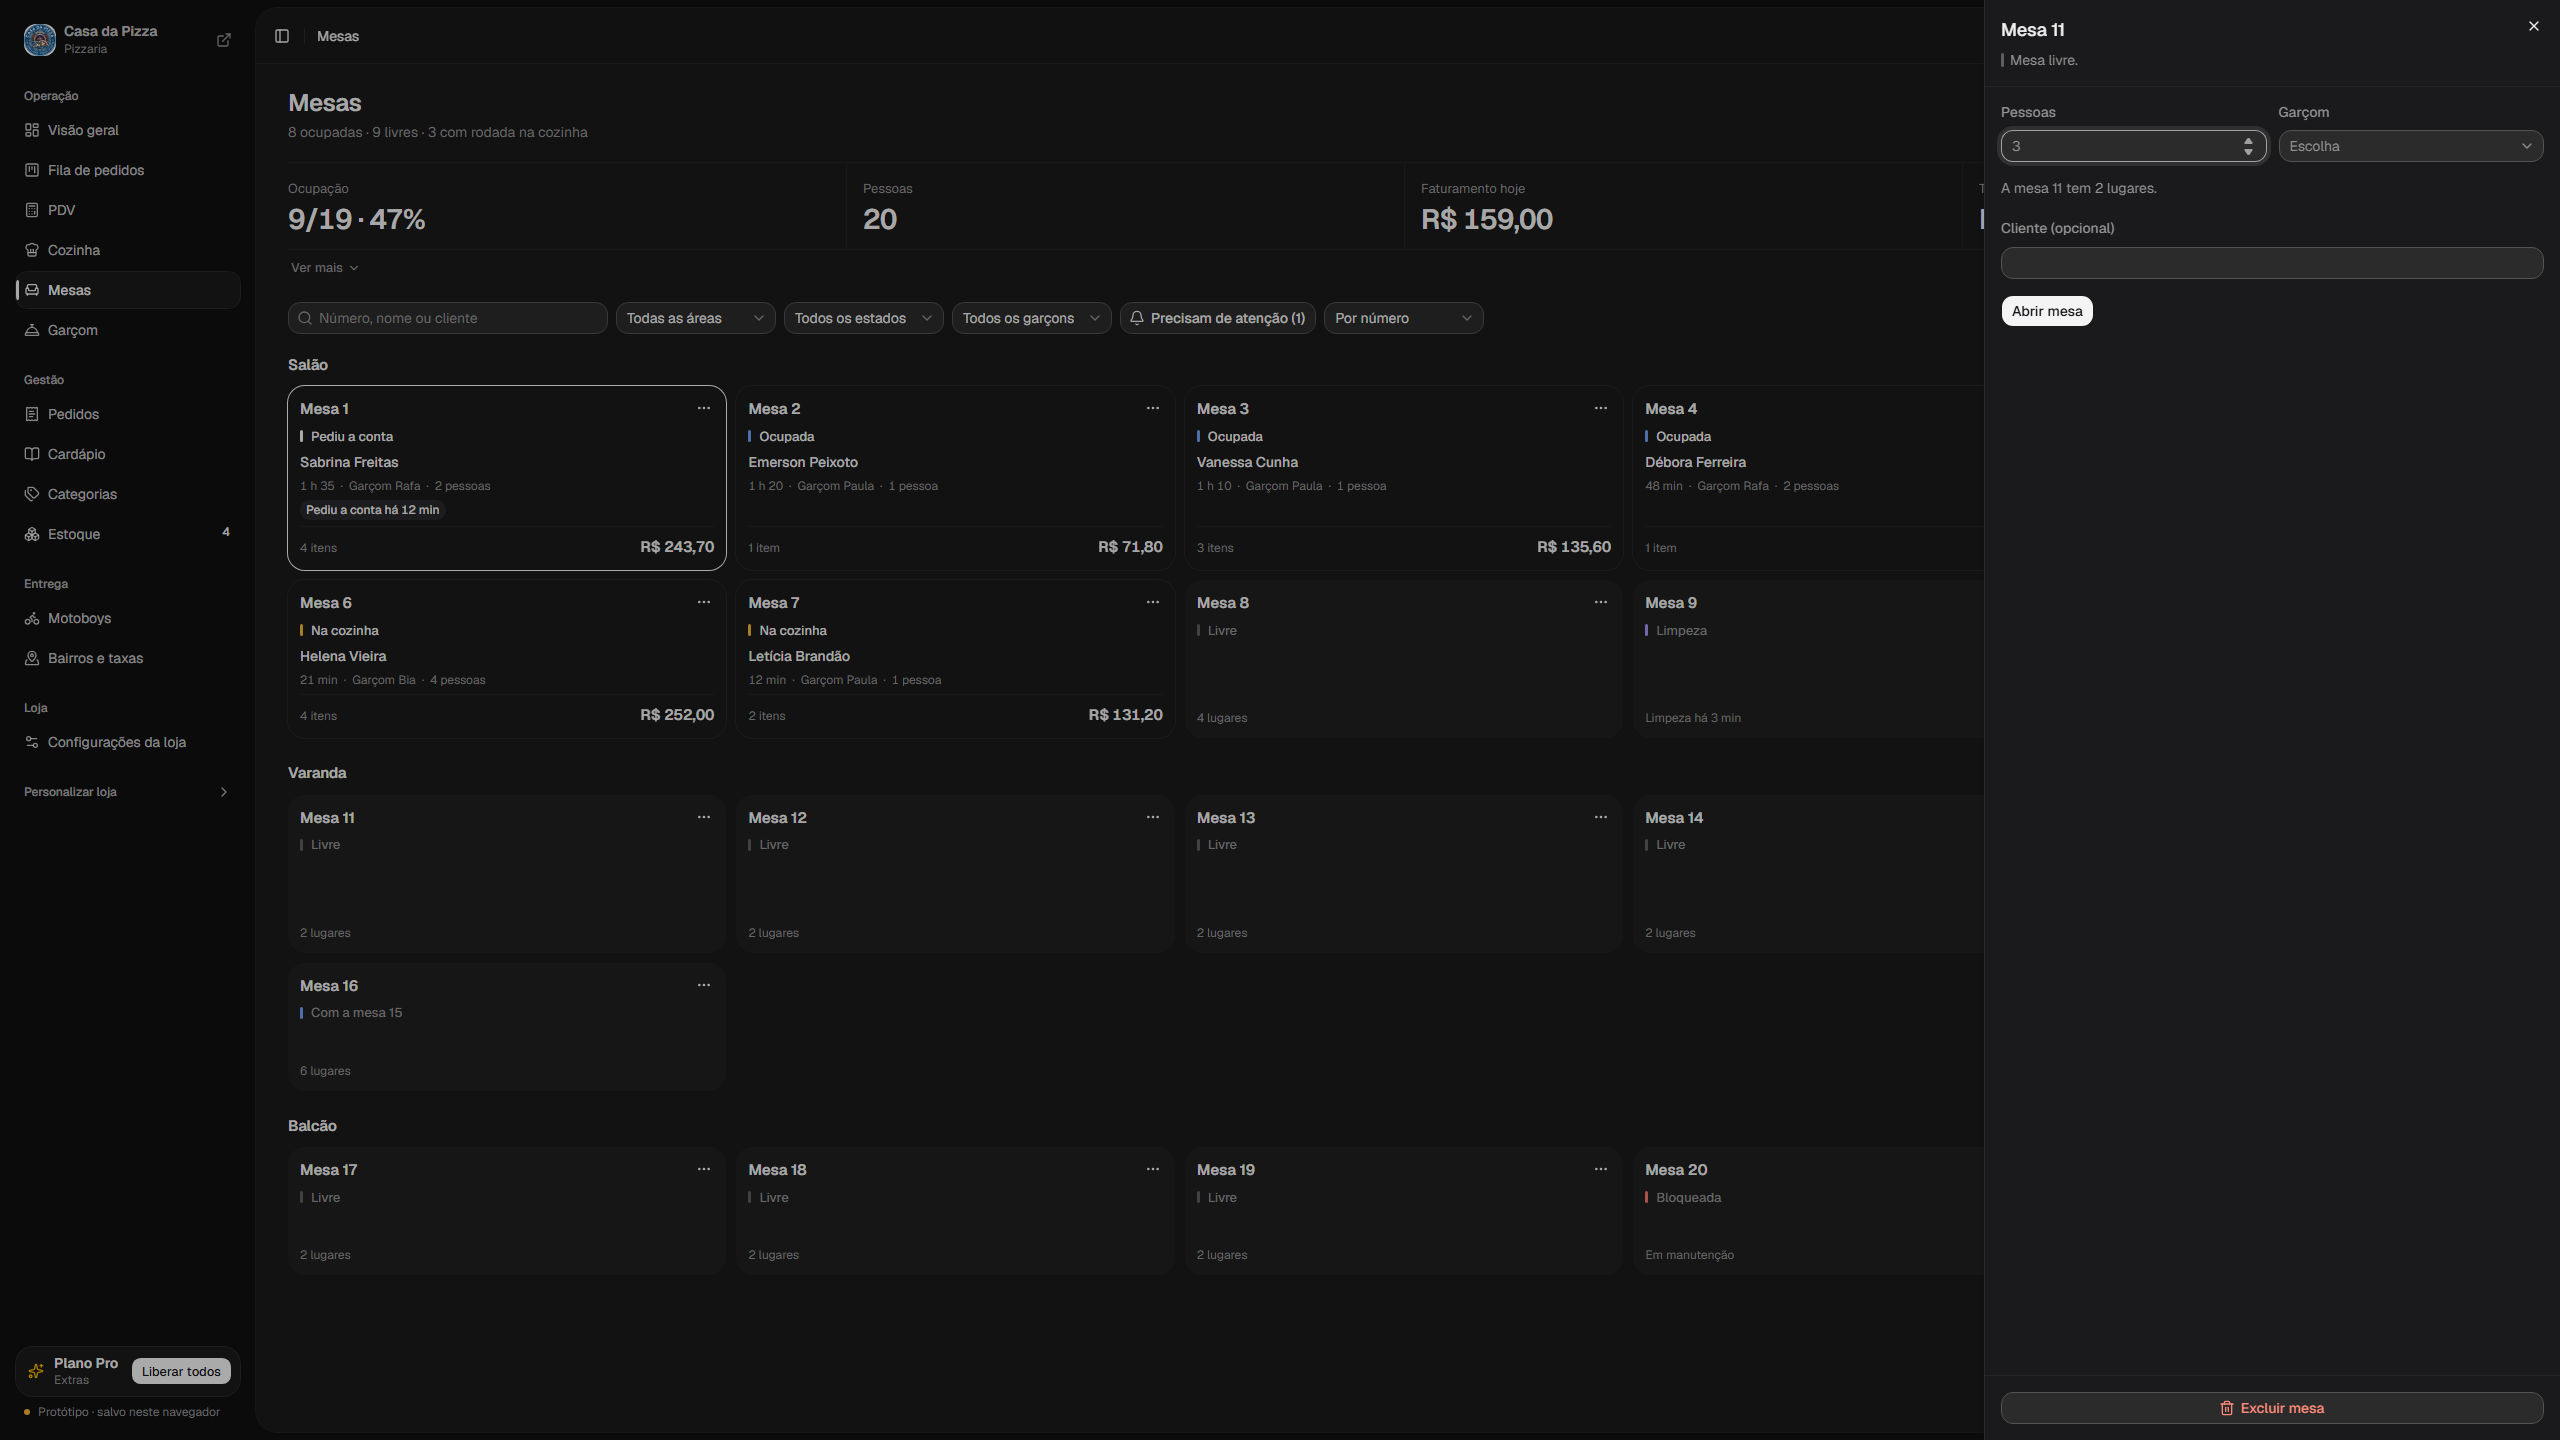 Casa da Pizza
Pizzaria
Operação
Visão geral
Fila de pedidos
PDV
Cozinha
Mesas
Garçom
Gestão
Pedidos
Cardápio
Categorias
Estoque 4
Entrega
Motoboys
Bairros e taxas
Loja
Configurações da loja
Personalizar loja
Plano Pro
Extras
Liberar todos
Protótipo · salvo neste navegador
Mesas
Mesas
8 ocupadas · 9 livres · 3 com rodada na cozinha
Ocupação
9/19 · 47%
Pessoas
20
Faturamento hoje
R$ 159,00
Ver mais
Número, nome ou cliente
Todas as áreas
Todos os estados
Todos os garçons
Precisam de atenção (1)
Por número
Salão
Mesa 1
Pediu a conta
Sabrina Freitas
1 h 35 · Garçom Rafa · 2 pessoas
Pediu a conta há 12 min
4 itens R$ 243,70
Mesa 2
Ocupada
Emerson Peixoto
1 h 20 · Garçom Paula · 1 pessoa
1 item R$ 71,80
Mesa 3
Ocupada
Vanessa Cunha
1 h 10 · Garçom Paula · 1 pessoa
3 itens R$ 135,60
Mesa 4
Ocupada
Débora Ferreira
48 min · Garçom Rafa · 2 pessoas
1 item
Mesa 6
Na cozinha
Helena Vieira
21 min · Garçom Bia · 4 pessoas
4 itens R$ 252,00
Mesa 7
Na cozinha
Letícia Brandão
12 min · Garçom Paula · 1 pessoa
2 itens R$ 131,20
Mesa 8
Livre
4 lugares
Mesa 9
Limpeza
Limpeza há 3 min
Varanda
Mesa 11
Livre
2 lugares
Mesa 12
Livre
2 lugares
Mesa 13
Livre
2 lugares
Mesa 14
Livre
2 lugares
Mesa 16
Com a mesa 15
6 lugares
Balcão
Mesa 17
Livre
2 lugares
Mesa 18
Livre
2 lugares
Mesa 19
Livre
2 lugares
Mesa 20
Bloqueada
Em manutenção
Mesa 11
Mesa livre.
Pessoas
3
Garçom
Escolha
A mesa 11 tem 2 lugares.
Cliente (opcional)
Abrir mesa
Excluir mesa